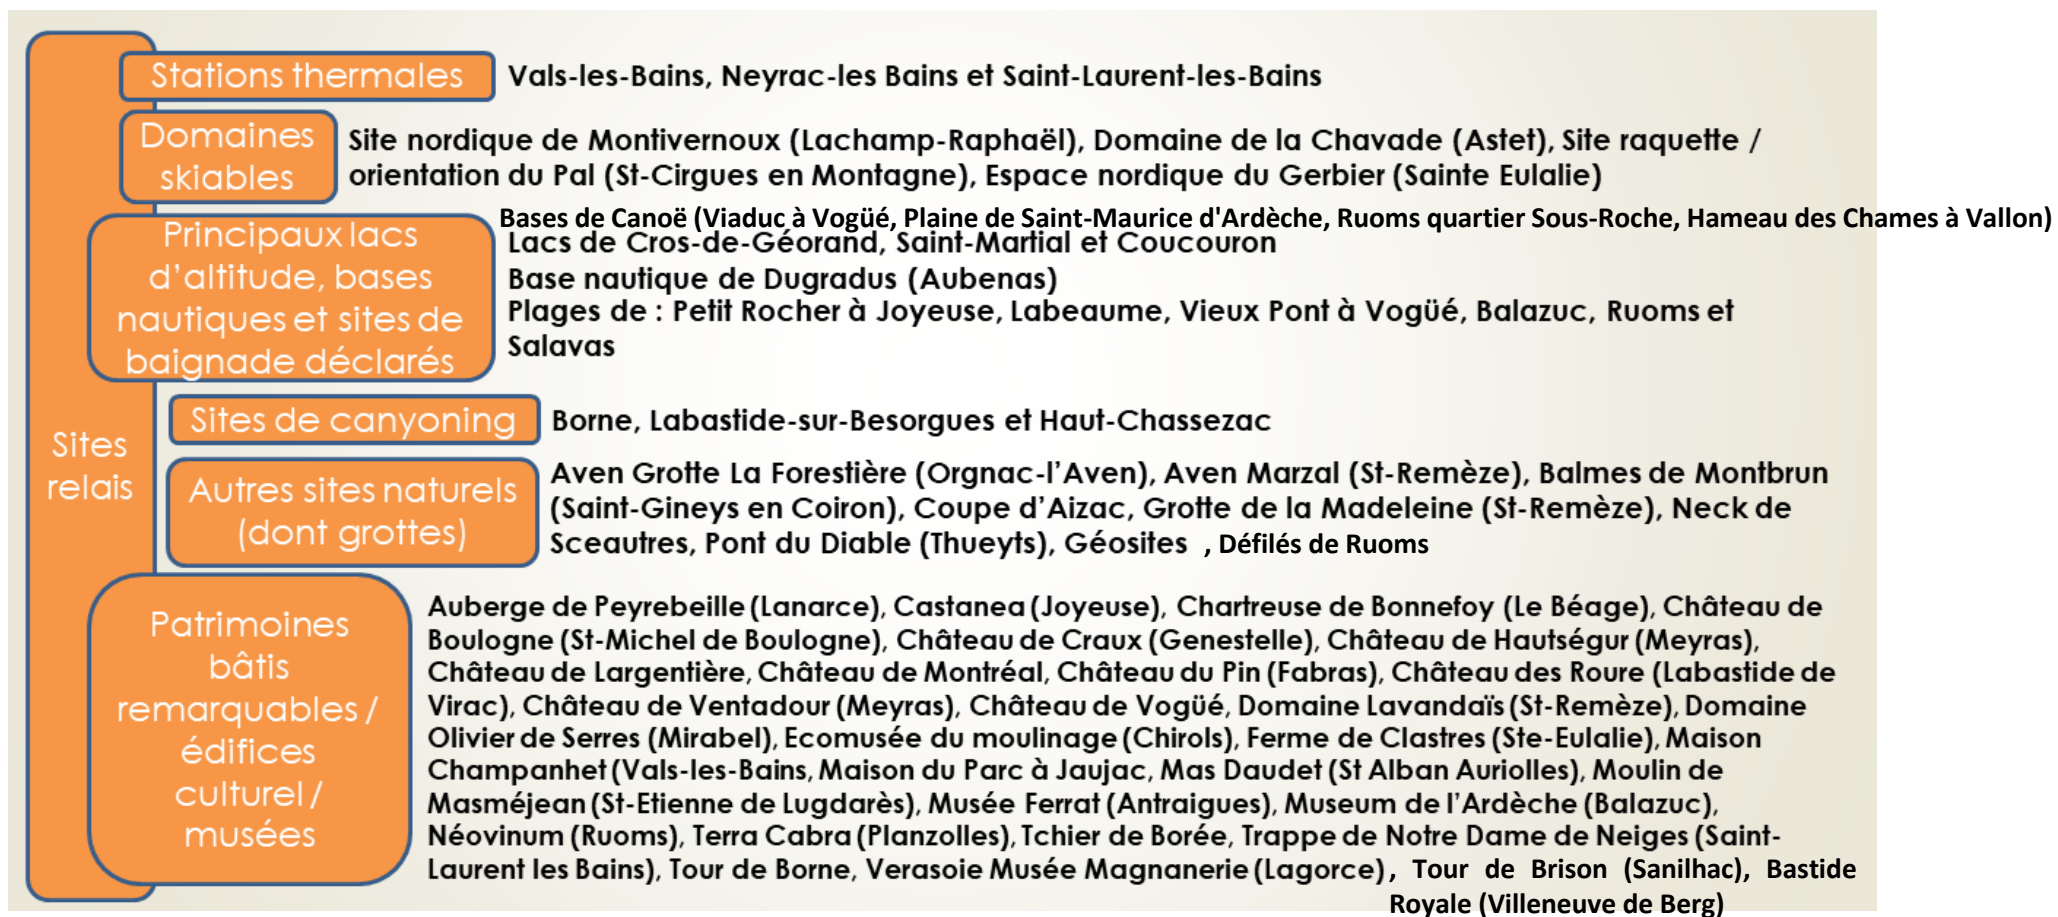 Sites
relais
Stations thermales
Vals-les-Bains, Neyrac-les Bains et Saint-Laurent-les-Bains
Domaines
skiables
Site nordique de Montivernoux (Lachamp-Raphaël), Domaine de la Chavade (Astet), Site raquette /
orientation du Pal (St-Cirgues en Montagne), Espace nordique du Gerbier (Sainte Eulalie)
Principaux lacs
d’altitude, bases
nautiques et sites de
baignade déclarés
Bases de Canoë (Viaduc à Vogüé, Plaine de Saint-Maurice d'Ardèche, Ruoms quartier Sous-Roche, Hameau des Chames à Vallon)
Lacs de Cros-de-Géorand, Saint-Martial et Coucouron
Base nautique de Dugradus (Aubenas)
Plages de : Petit Rocher à Joyeuse, Labeaume, Vieux Pont à Vogüé, Balazuc, Ruoms et
Salavas
Sites de canyoning
Borne, Labastide-sur-Besorgues et Haut-Chassezac
Autres sites naturels
(dont grottes)
Aven Grotte La Forestière (Orgnac-l’Aven), Aven Marzal (St-Remèze), Balmes de Montbrun
(Saint-Gineys en Coiron), Coupe d’Aizac, Grotte de la Madeleine (St-Remèze), Neck de
Sceautres, Pont du Diable (Thueyts), Géosites , Défilés de Ruoms
Patrimoines
bâtis
remarquables /
édifices
culturel /
musées
Auberge de Peyrebeille (Lanarce), Castanea (Joyeuse), Chartreuse de Bonnefoy (Le Béage), Château de
Boulogne (St-Michel de Boulogne), Château de Craux (Genestelle), Château de Hautségur (Meyras),
Château de Largentière, Château de Montréal, Château du Pin (Fabras), Château des Roure (Labastide de
Virac), Château de Ventadour (Meyras), Château de Vogüé, Domaine Lavandaïs (St-Remèze), Domaine
Olivier de Serres (Mirabel), Ecomusée du moulinage (Chirols), Ferme de Clastres (Ste-Eulalie), Maison
Champanhet (Vals-les-Bains, Maison du Parc à Jaujac, Mas Daudet (St Alban Auriolles), Moulin de
Masméjean (St-Etienne de Lugdarès), Musée Ferrat (Antraigues), Museum de l’Ardèche (Balazuc),
Néovinum (Ruoms), Terra Cabra (Planzolles), Tchier de Borée, Trappe de Notre Dame de Neiges (Saint-
Laurent les Bains), Tour de Borne, Verasoie Musée Magnanerie (Lagorce) , Tour de Brison (Sanilhac), Bastide
Royale (Villeneuve de Berg)